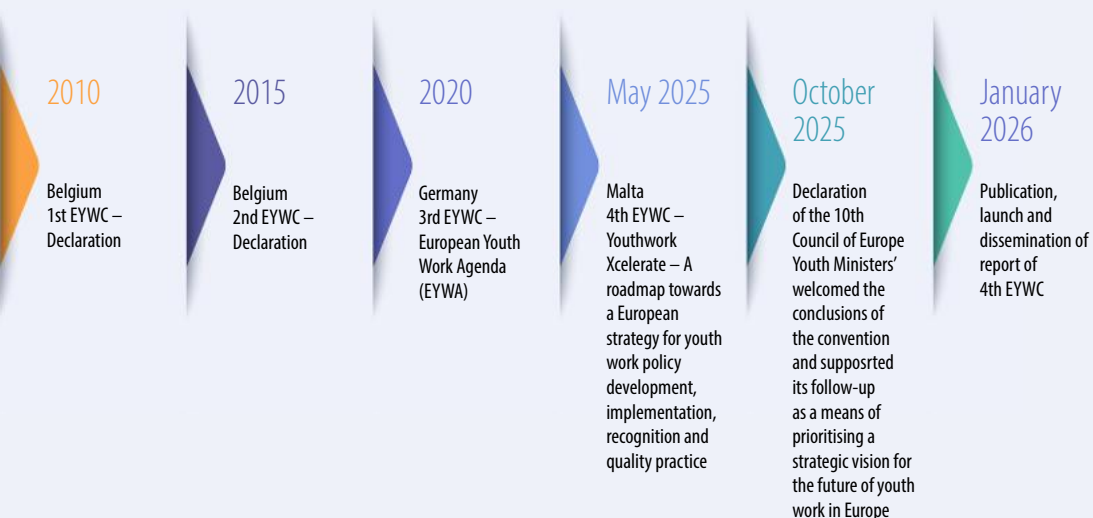 2010
Belgium
1st EYWC –
Declaration
2015
Belgium
2nd EYWC –
Declaration
2020
Germany
3rd EYWC –
European Youth
Work Agenda
(EYWA)
May 2025
Malta
4th EYWC –
Youthwork
Xcelerate – A
roadmap towards
a European
strategy for youth
work policy
development,
implementation,
recognition and
quality practice
October
2025
Declaration
of the 10th
Council of Europe
Youth Ministers’
welcomed the
conclusions of
the convention
and supposrted
its follow-up
as a means of
prioritising a
strategic vision for
the future of youth
work in Europe
January
2026
Publication,
launch and
dissemination of
report of
4th EYWC